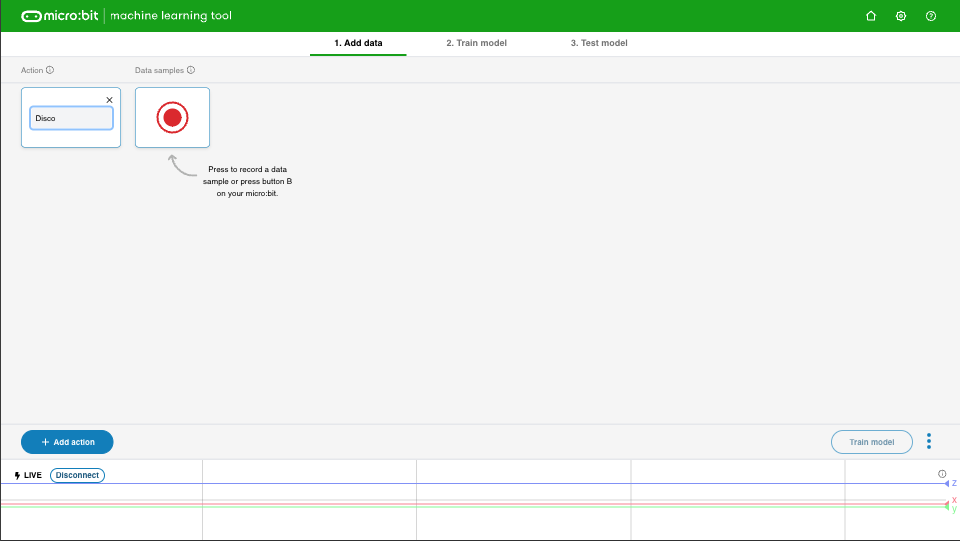 micro:bit machine learning tool
1. Add data 2. Train model 3. Test model
Action Data samples
Disco
Press to record a data
sample or press button B
on your micro:bit.
+ Add action Train model
LIVE Disconnect
z
x
y